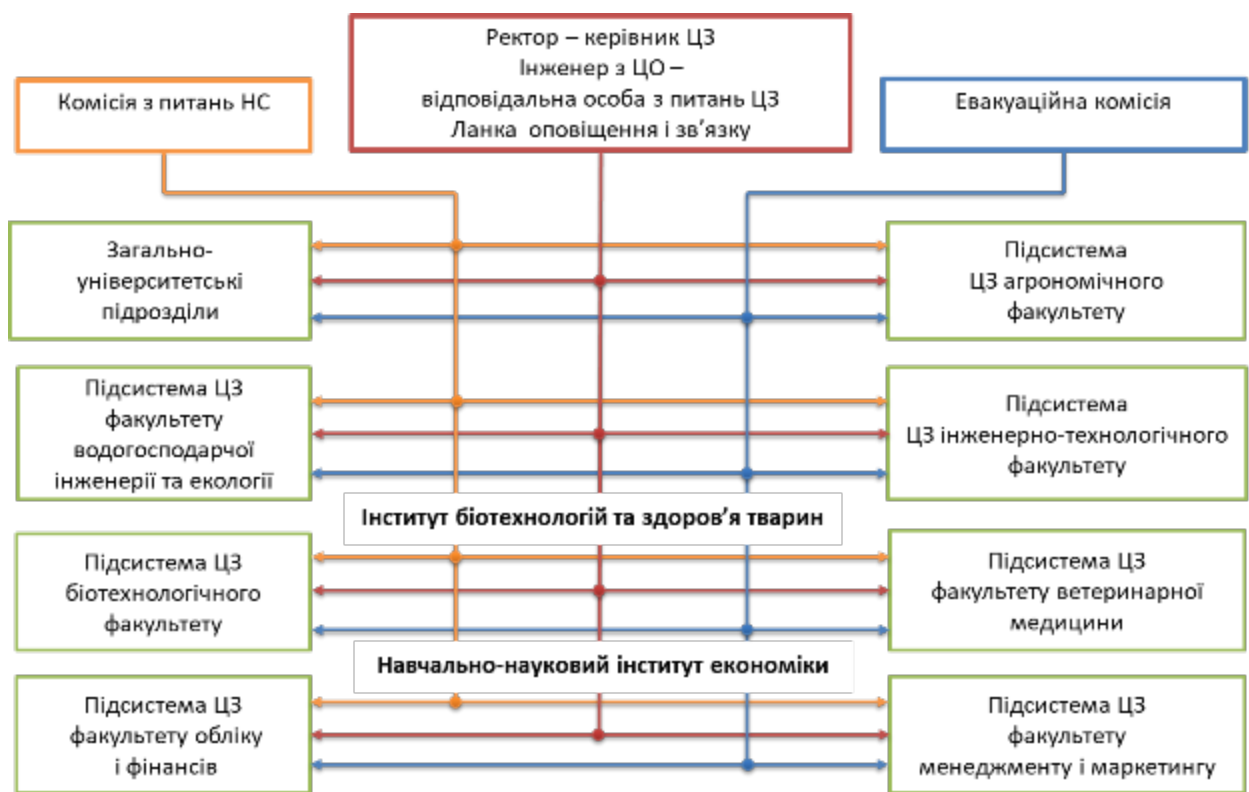 Ректор – керівник ЦЗ
Інженер з ЦО –
відповідальна особа з питань ЦЗ
Ланка оповіщення і зв’язку
Комісія з питань НС
Евакуаційна комісія
Загально-
університетські
підрозділи
Підсистема
ЦЗ агрономічного
факультету
Підсистема ЦЗ
факультету
водогосподарчої
інженерії та екології
Підсистема
ЦЗ інженерно-технологічного
факультету
Інститут біотехнологій та здоров’я тварин
Підсистема ЦЗ
біотехнологічного
факультету
Підсистема ЦЗ
факультету ветеринарної
медицини
Навчально-науковий інститут економіки
Підсистема ЦЗ
факультету обліку
і фінансів
Підсистема ЦЗ
факультету
менеджменту і маркетингу